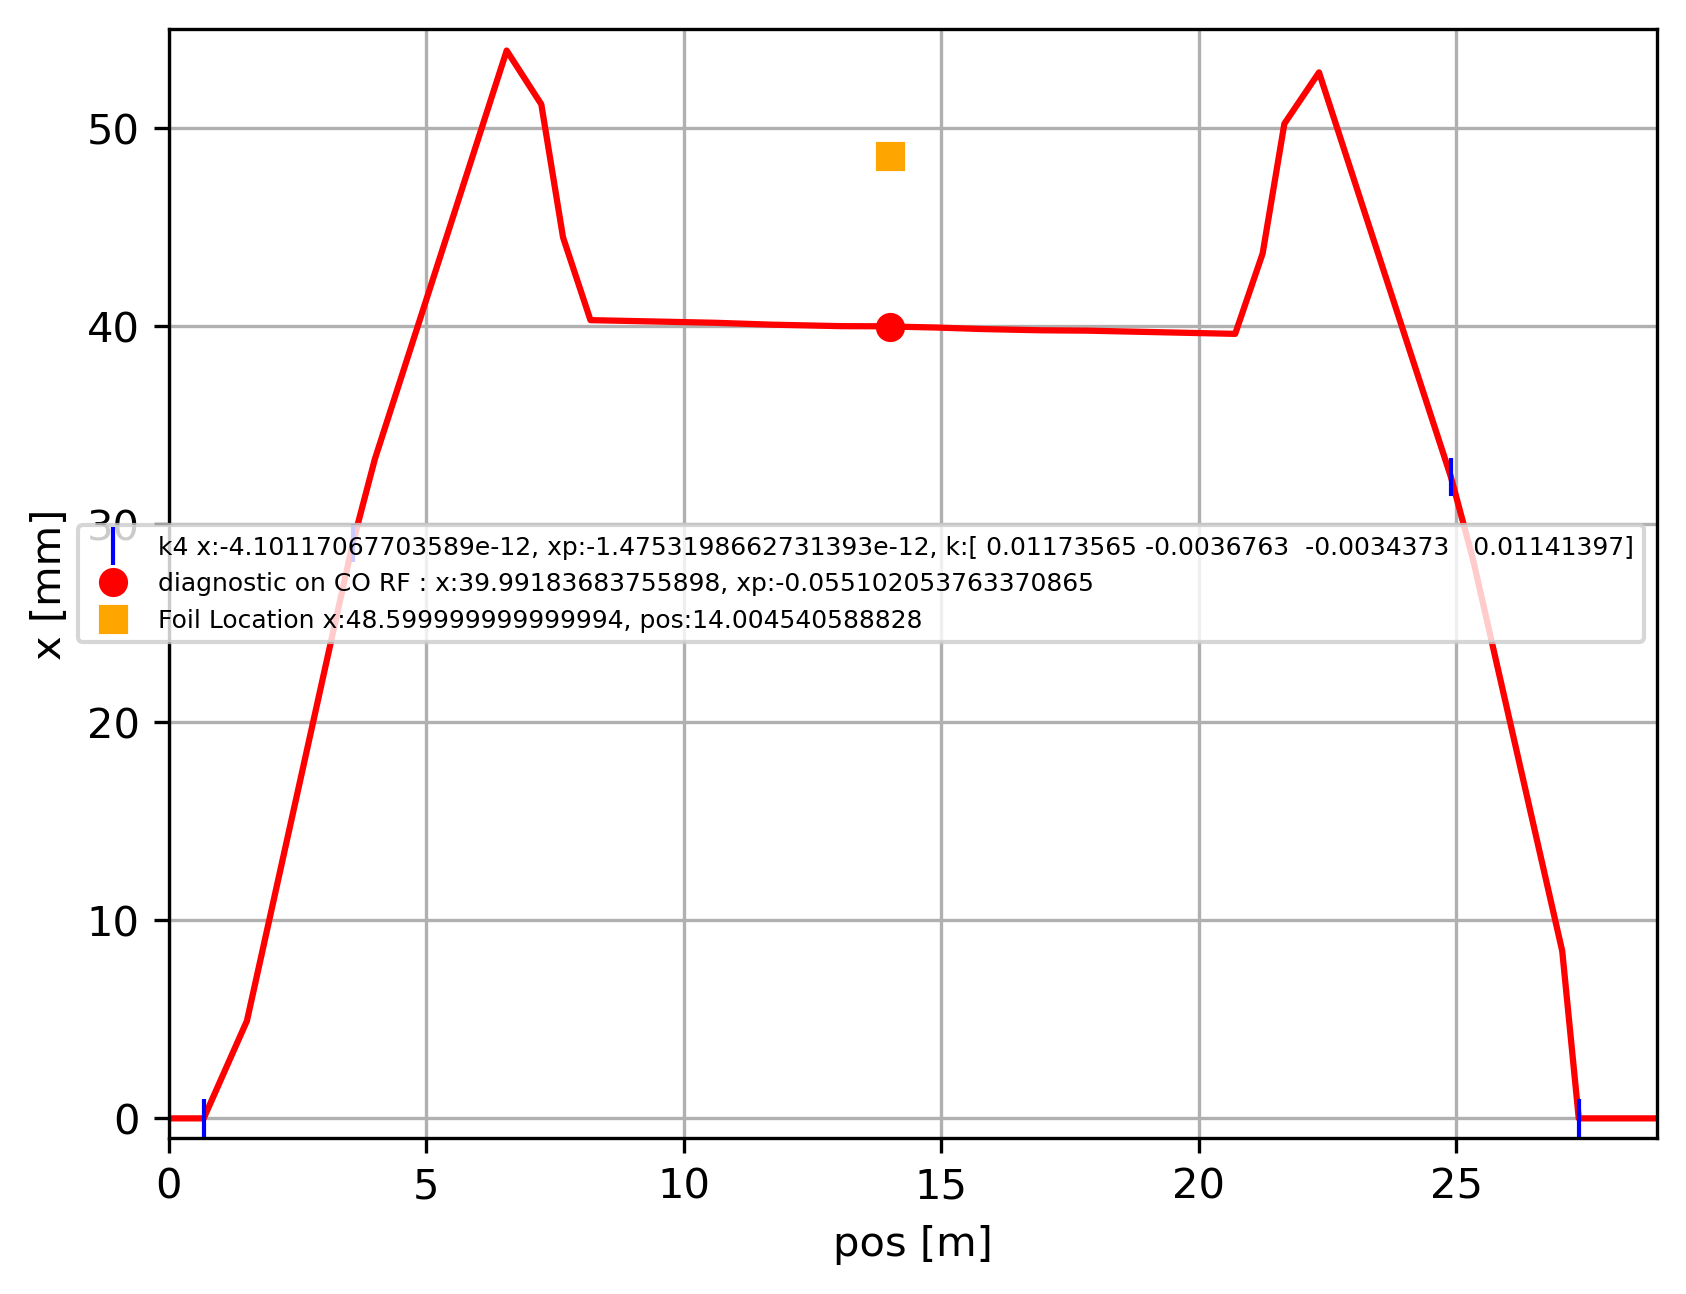 50
40
30
20
10
0
x [mm]
k4 x:-4.10117067703589e-12, xp:-1.4753198662731393e-12, k:[ 0.01173565 -0.0036763  -0.0034373   0.01141397]
diagnostic on CO RF : x:39.99183683755898, xp:-0.055102053763370865
Foil Location x:48.599999999999994, pos:14.004540588828
0 5 10 15 20 25
pos [m]